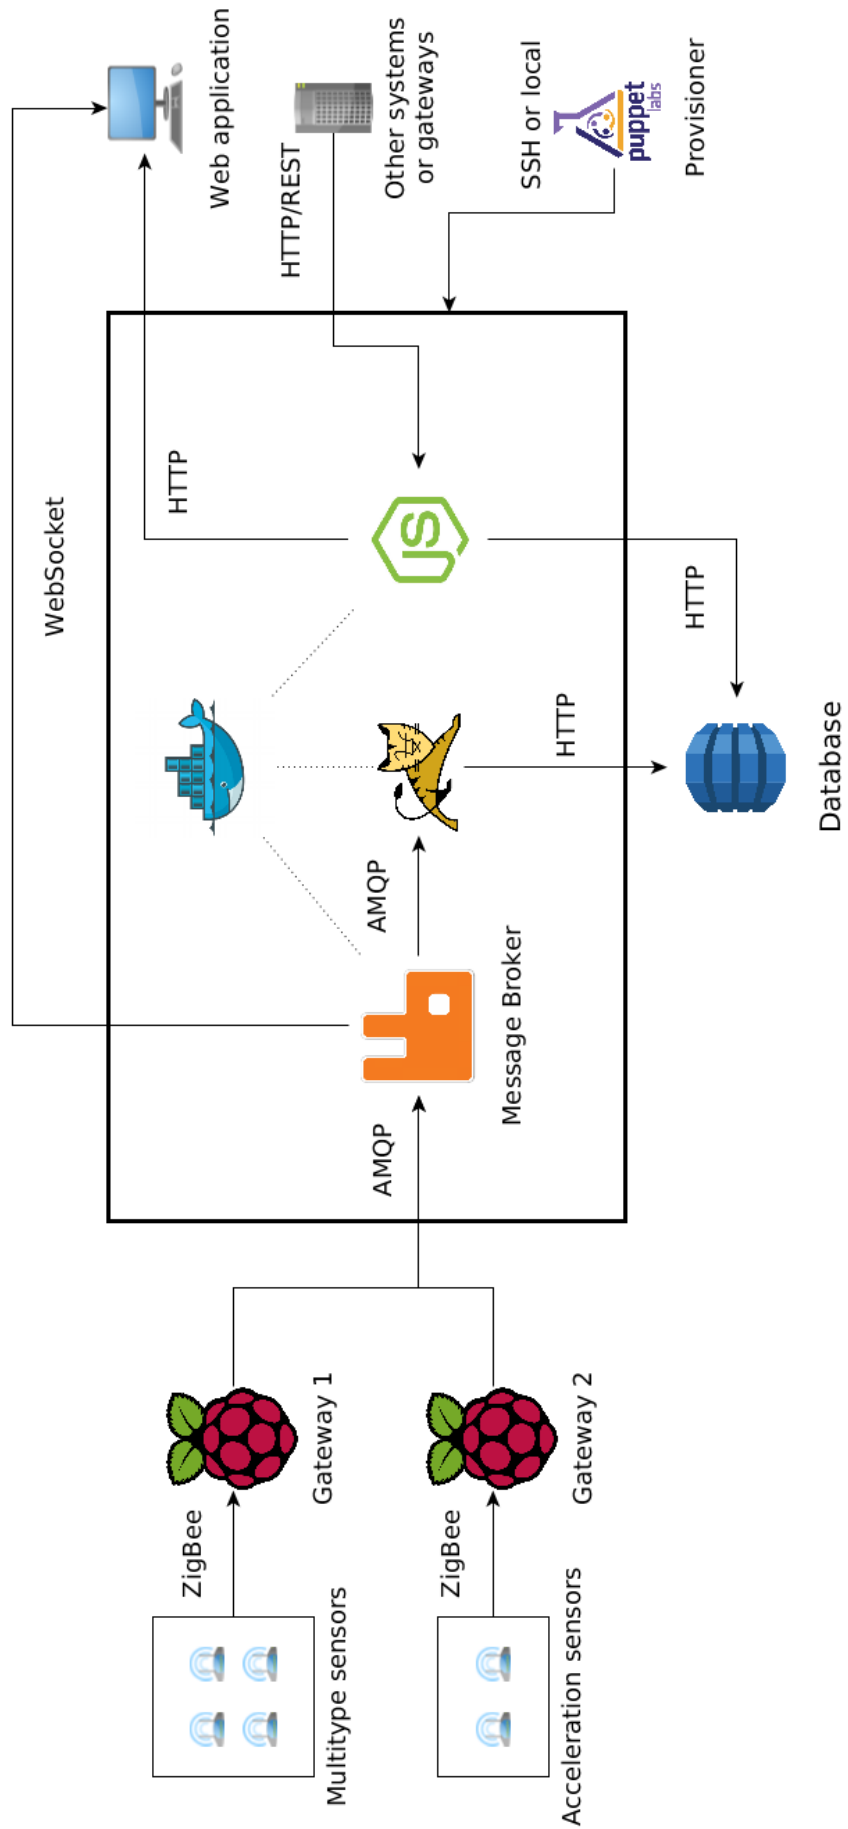 WebSocket
Web application
HTTP
HTTP/REST
Other systems
or gateways
SSH or local
puppet
labs
Provisioner
JS
ZigBee
Gateway 1
Multitype sensors
AMQP
AMQP
Message Broker
ZigBee
Gateway 2
Acceleration sensors
HTTP
HTTP
Database